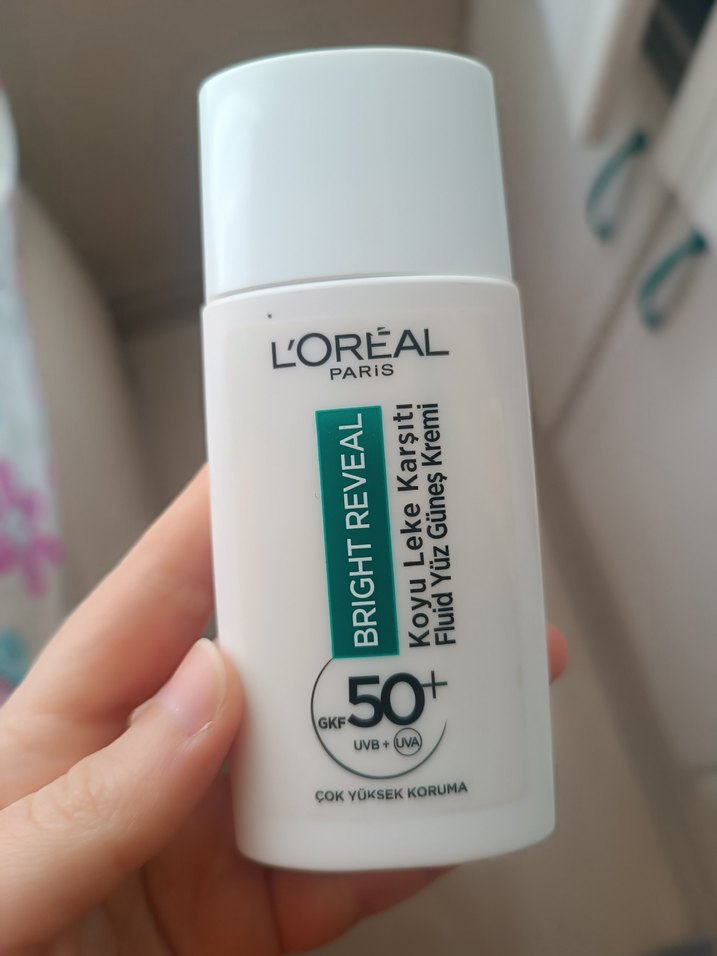 L'ORÉAL
PARIS
BRIGHT REVEAL
Koyu Leke Karşıtı
Fluid Yüz Güneş Kremi
GKF 50+
UVB + UVA
ÇOK YÜKSEK KORUMA